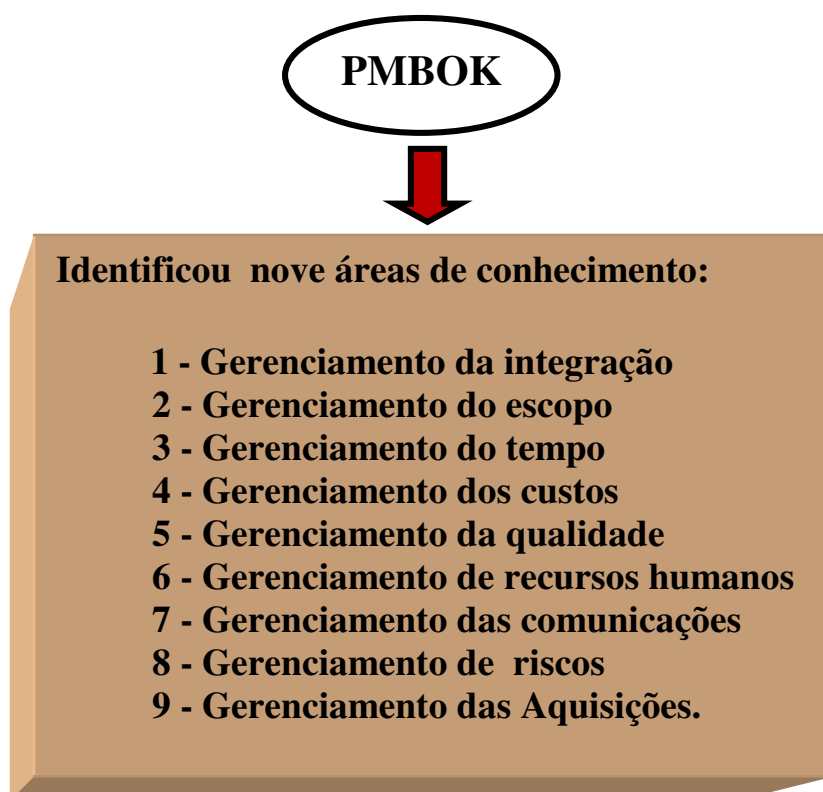 PMBOK
Identificou nove áreas de conhecimento:
1 - Gerenciamento da integração
2 - Gerenciamento do escopo
3 - Gerenciamento do tempo
4 - Gerenciamento dos custos
5 - Gerenciamento da qualidade
6 - Gerenciamento de recursos humanos
7 - Gerenciamento das comunicações
8 - Gerenciamento de riscos
9 - Gerenciamento das Aquisições.